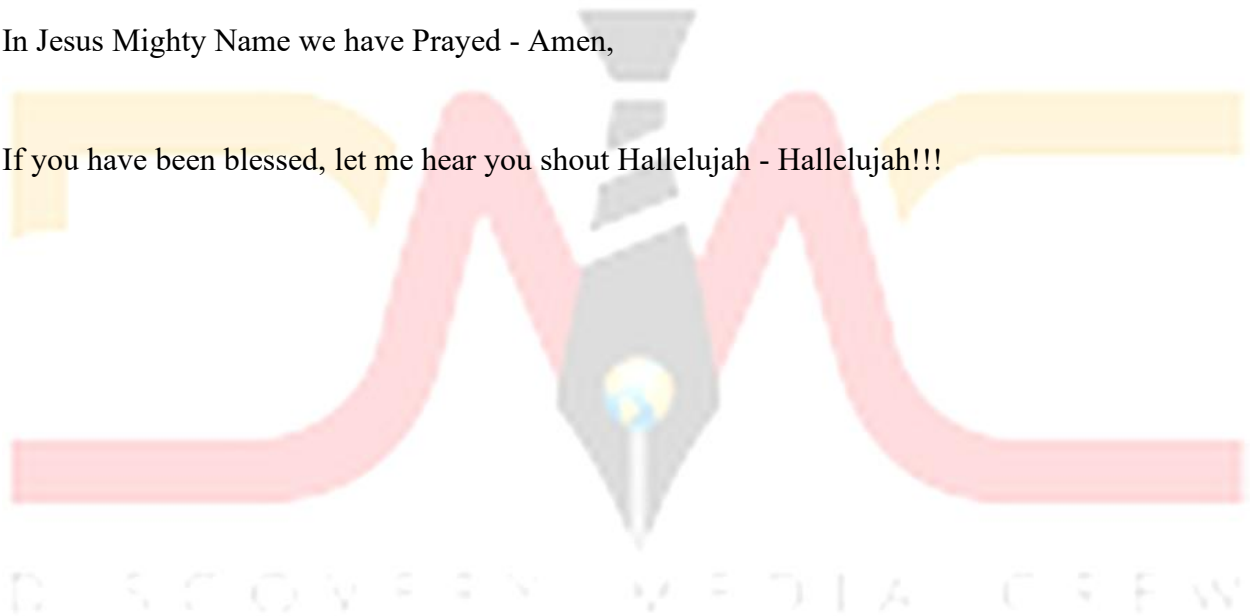 In Jesus Mighty Name we have Prayed - Amen,
If you have been blessed, let me hear you shout Hallelujah - Hallelujah!!!
DISCOVERY MEDIA CREW